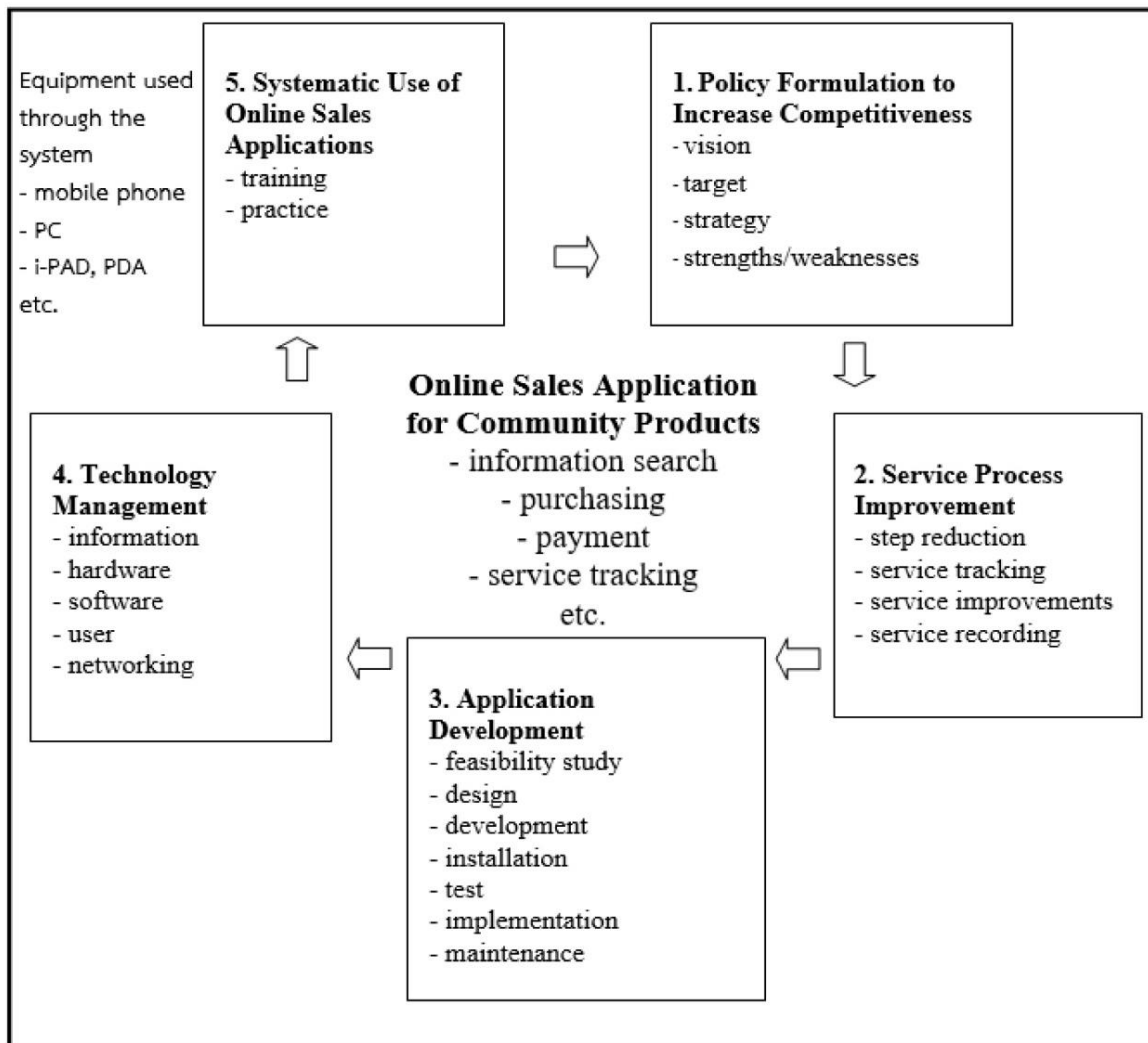 Equipment used
through the
system
- mobile phone
- PC
- i-PAD, PDA
etc.
5. Systematic Use of
Online Sales
Applications
- training
- practice
1. Policy Formulation to
Increase Competitiveness
- vision
- target
- strategy
- strengths/weaknesses
Online Sales Application
for Community Products
- information search
- purchasing
- payment
- service tracking
etc.
4. Technology
Management
- information
- hardware
- software
- user
- networking
2. Service Process
Improvement
- step reduction
- service tracking
- service improvements
- service recording
3. Application
Development
- feasibility study
- design
- development
- installation
- test
- implementation
- maintenance